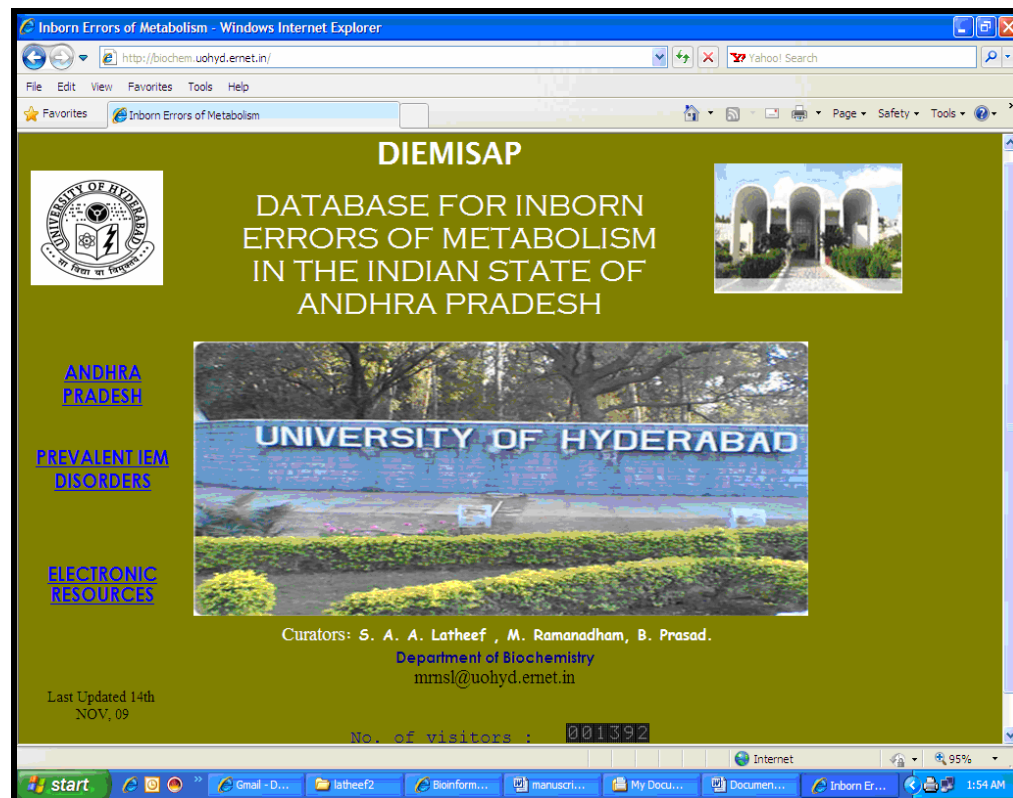 Inborn Errors of Metabolism - Windows Internet Explorer
http://biochem.uohyd.ernet.in/
Yahoo! Search
File Edit View Favorites Tools Help
Favorites Inborn Errors of Metabolism Page Safety Tools
DIEMISAP
UNIVERSITY OF HYDERABAD
सा विद्या या विमुक्तये
DATABASE FOR INBORN
ERRORS OF METABOLISM
IN THE INDIAN STATE OF
ANDHRA PRADESH
ANDHRA
PRADESH
PREVALENT IEM
DISORDERS
ELECTRONIC
RESOURCES
UNIVERSITY OF HYDERABAD
Curators: S. A. A. Latheef , M. Ramanadham, B. Prasad.
Department of Biochemistry
mrnsl@uohyd.ernet.in
Last Updated 14th
NOV, 09
No. of visitors : 001392
Internet 95%
start Gmail - D... latheef2 Bioinform... manuscri... My Docu... Documen... Inborn Er... 1:54 AM